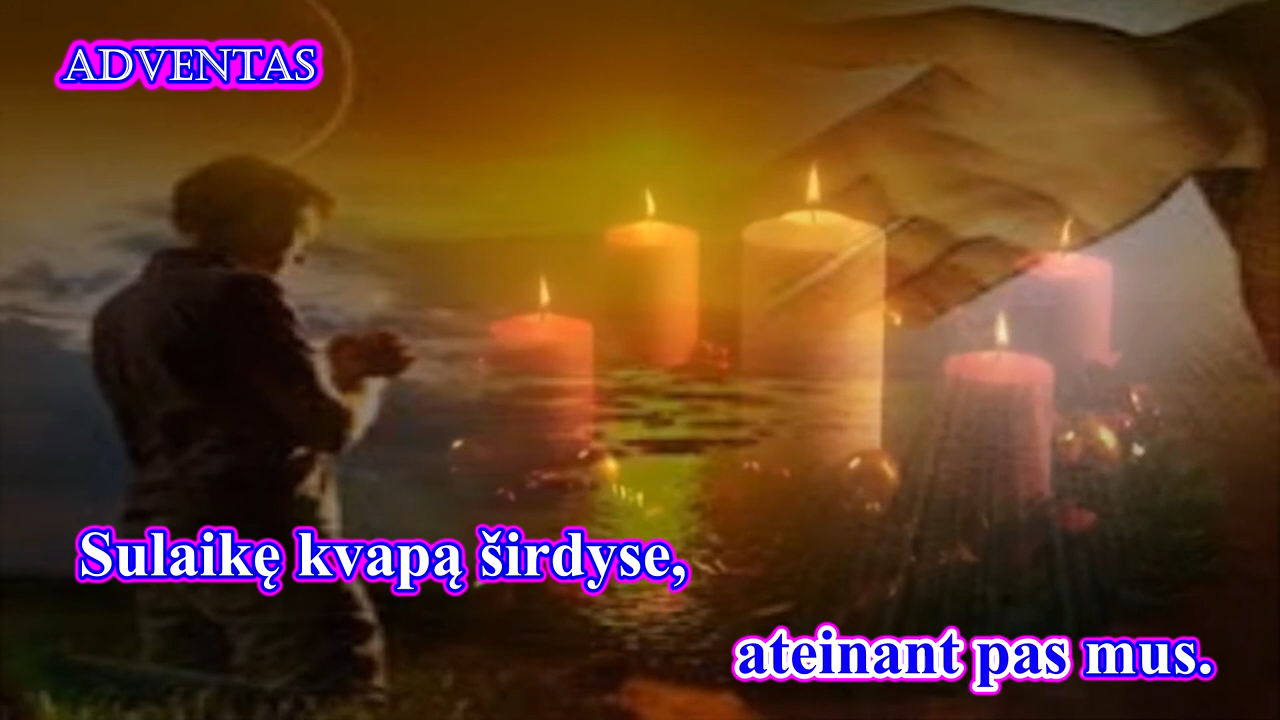 ADVENTAS
Sulaikę kvapą širdyse,
ateinant pas mus.